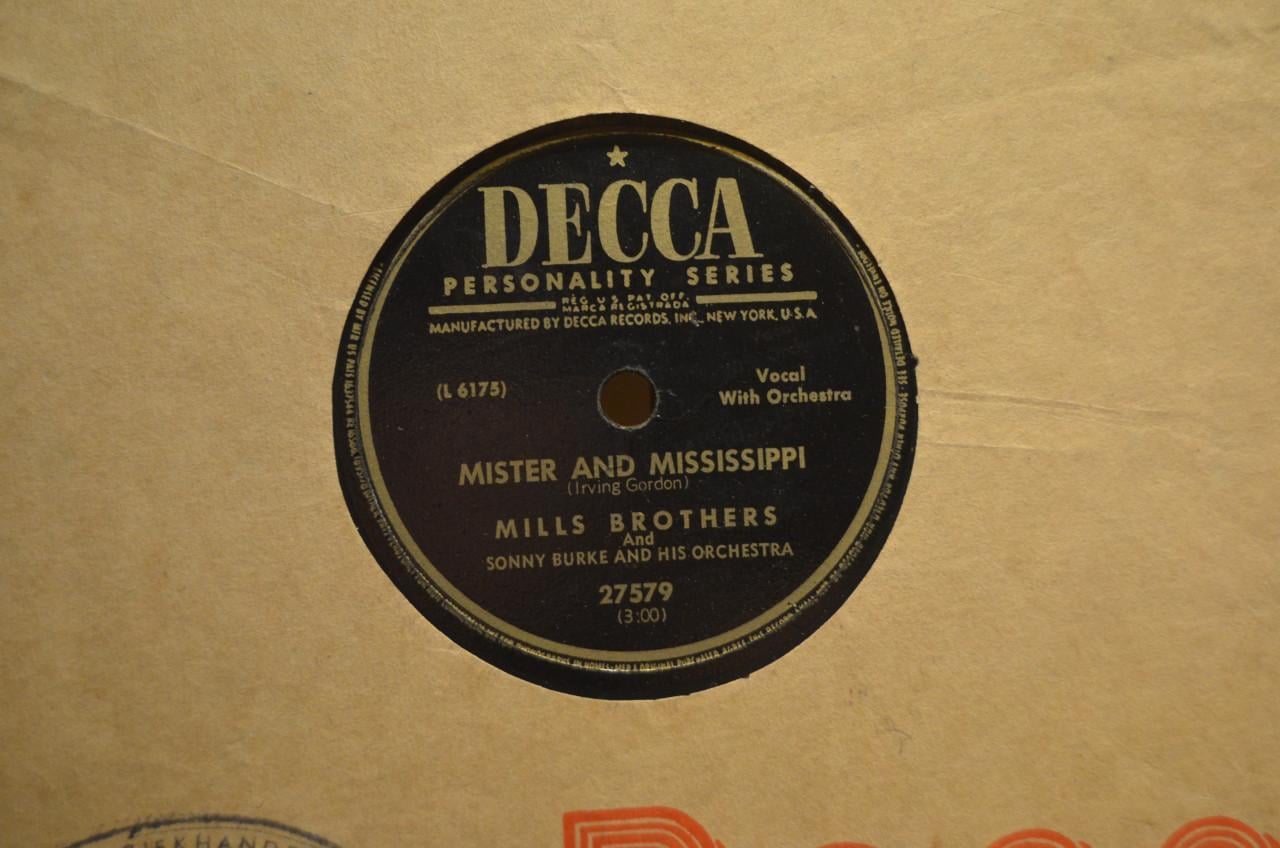 DECCA
PERSONALITY SERIES
REG. U.S. PAT. OFF.
MARCA REGISTRADA
MANUFACTURED BY DECCA RECORDS, INC., NEW YORK, U.S.A.
(L 6175)
Vocal
With Orchestra
MISTER AND MISSISSIPPI
(Irving Gordon)
MILLS BROTHERS
And
SONNY BURKE AND HIS ORCHESTRA
27579
(3:00)